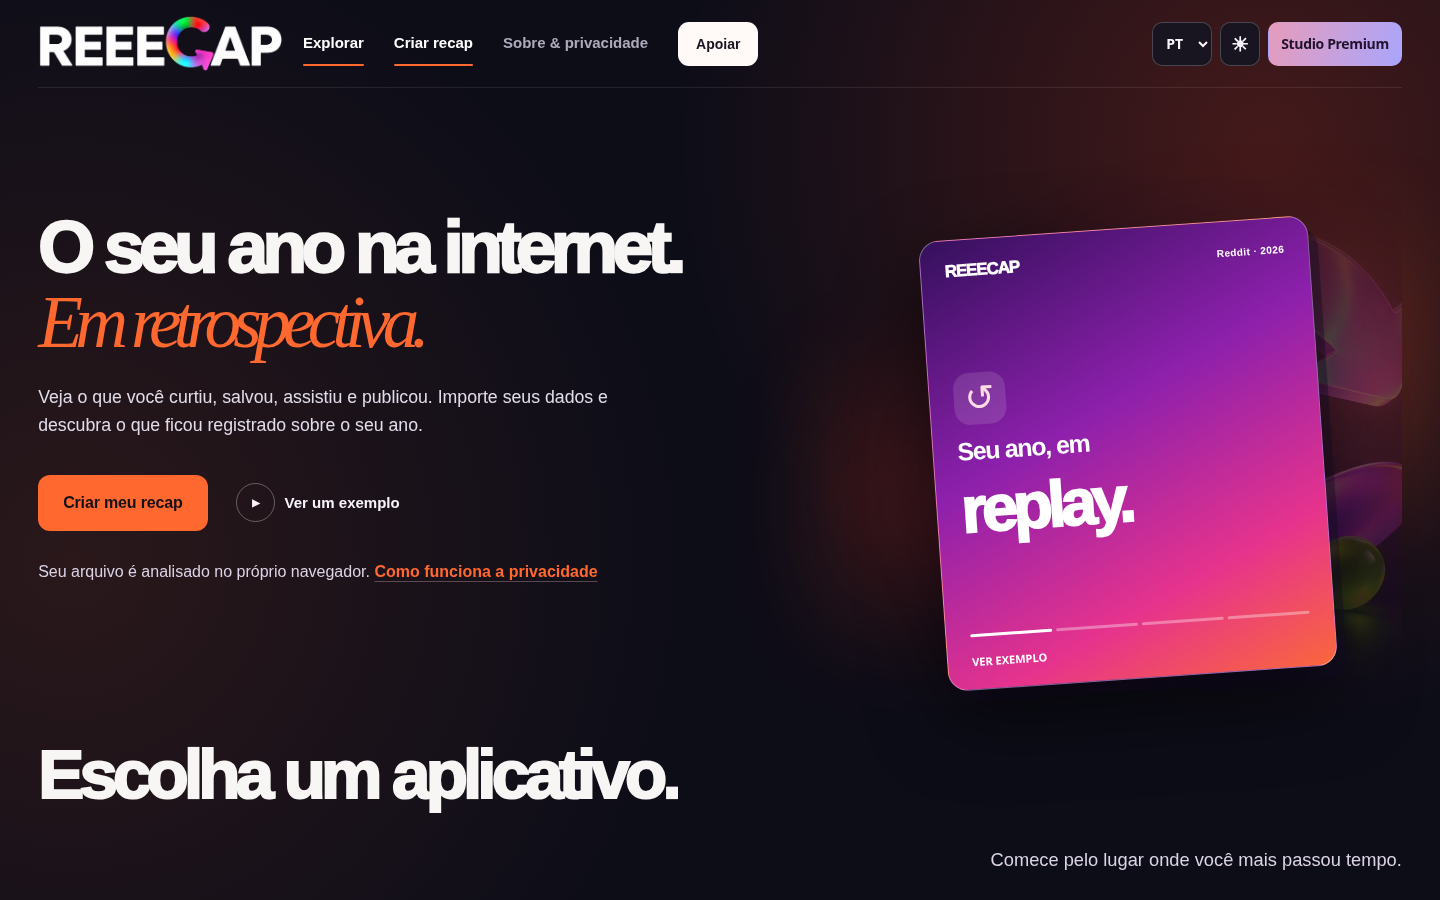 REEECAP
Explorar
Criar recap
Sobre & privacidade
Apoiar
PT
Studio Premium
O seu ano na internet.
Em retrospectiva.
Veja o que você curtiu, salvou, assistiu e publicou. Importe seus dados e
descubra o que ficou registrado sobre o seu ano.
Criar meu recap
Ver um exemplo
Seu arquivo é analisado no próprio navegador. Como funciona a privacidade
REEECAP
Reddit · 2026
Seu ano, em
replay.
VER EXEMPLO
Escolha um aplicativo.
Comece pelo lugar onde você mais passou tempo.